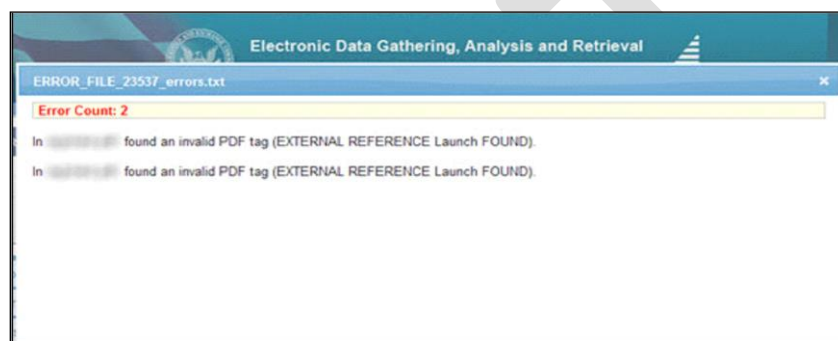 Electronic Data Gathering, Analysis and Retrieval
ERROR_FILE_23537_errors.txt
Error Count: 2
In found an invalid PDF tag (EXTERNAL REFERENCE Launch FOUND).
In found an invalid PDF tag (EXTERNAL REFERENCE Launch FOUND).